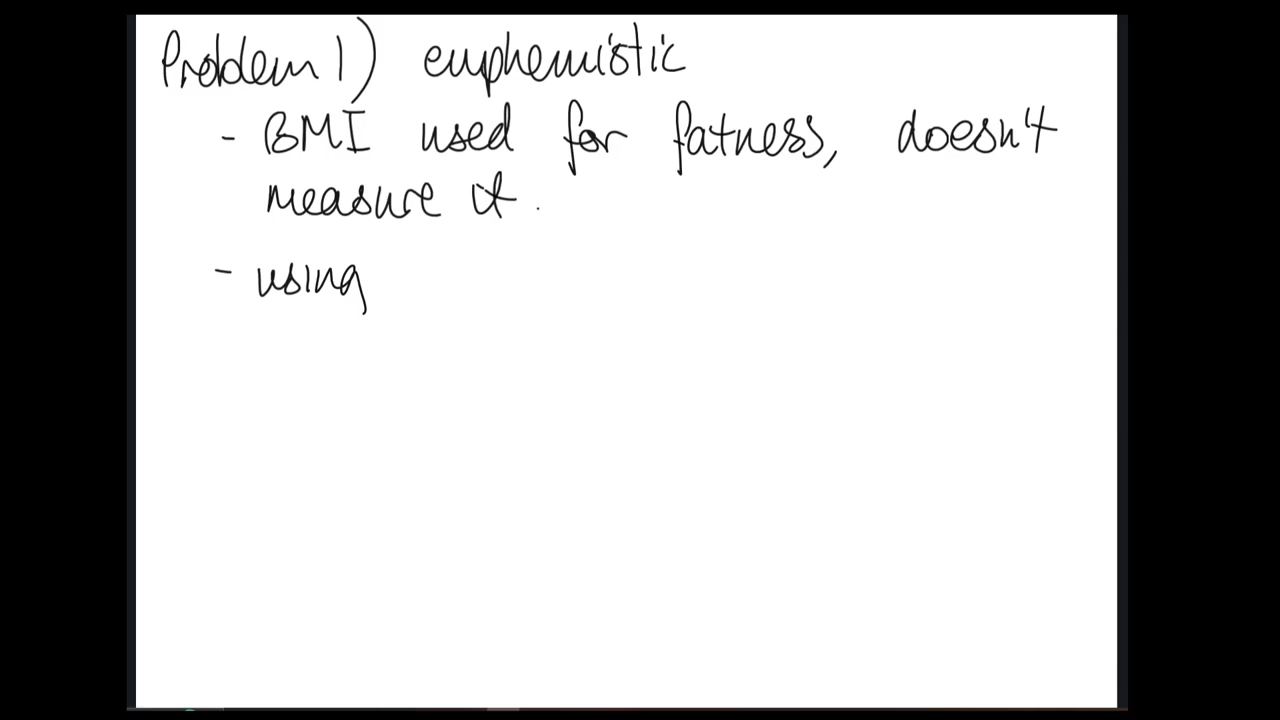 Problem 1) euphemistic
- BMI used for fatness, doesn't
measure it.
- using